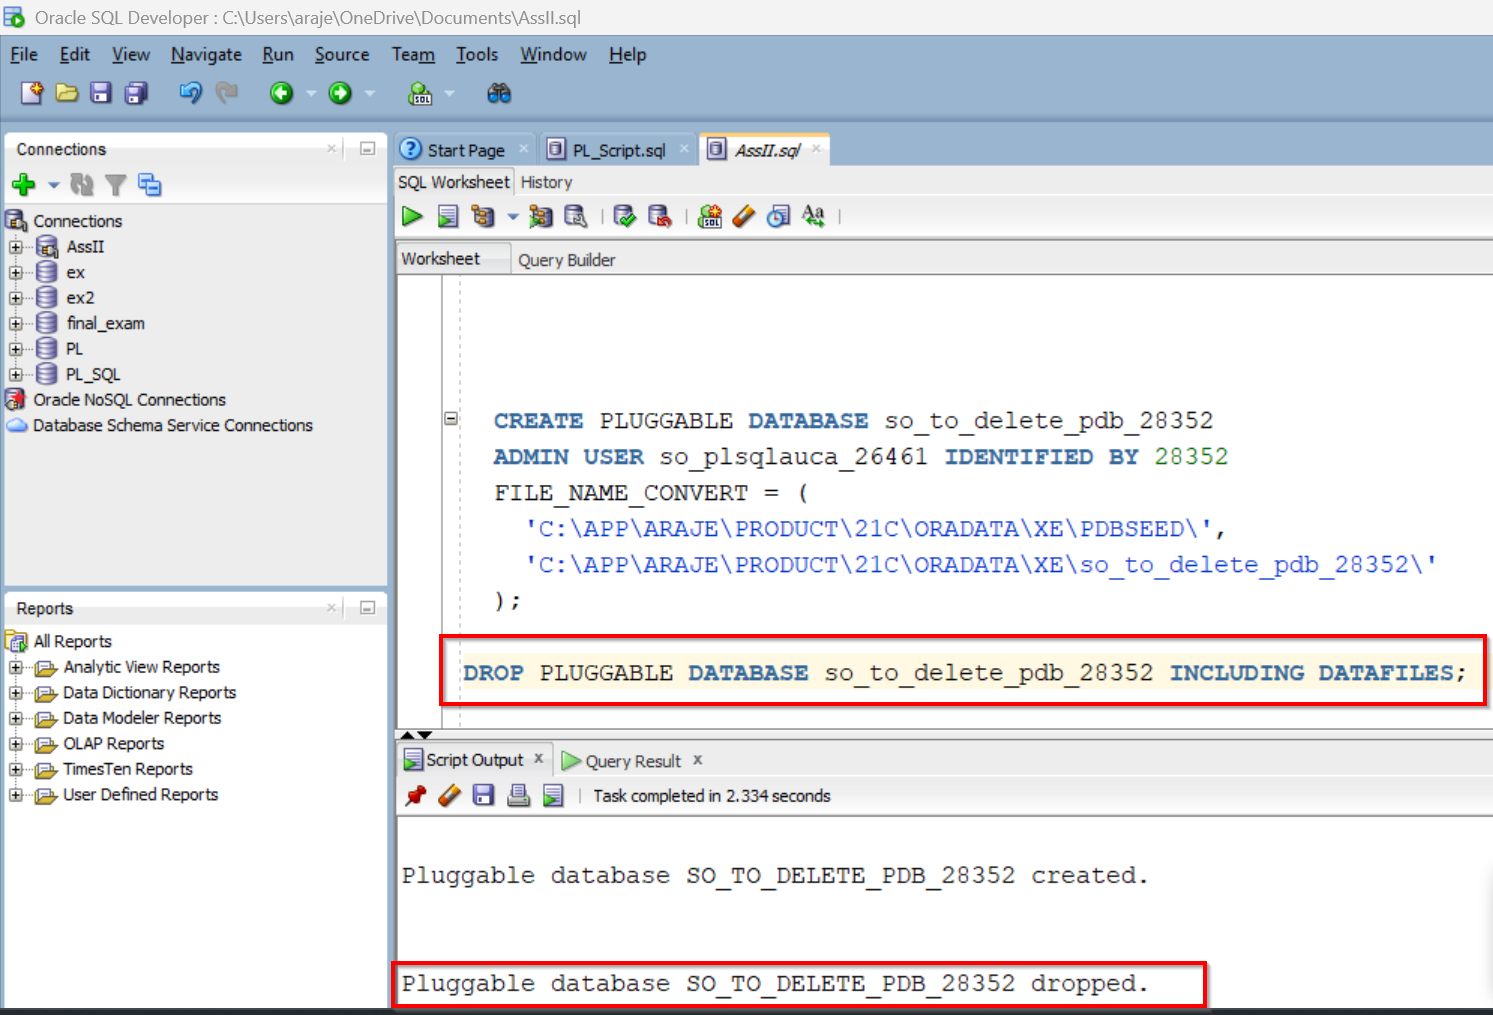 Oracle SQL Developer : C:\Users\araje\OneDrive\Documents\AssII.sql
File Edit View Navigate Run Source Team Tools Window Help
SQL
Connections
Connections
AssII
ex
ex2
final_exam
PL
PL_SQL
Oracle NoSQL Connections
Database Schema Service Connections
Reports
All Reports
Analytic View Reports
Data Dictionary Reports
Data Modeler Reports
OLAP Reports
TimesTen Reports
User Defined Reports
Start Page PL_Script.sql AssII.sql
SQL Worksheet History
SQL Aa
Worksheet Query Builder
CREATE PLUGGABLE DATABASE so_to_delete_pdb_28352
ADMIN USER so_plsqlauca_26461 IDENTIFIED BY 28352
FILE_NAME_CONVERT = (
'C:\APP\ARAJE\PRODUCT\21C\ORADATA\XE\PDBSEED\',
'C:\APP\ARAJE\PRODUCT\21C\ORADATA\XE\so_to_delete_pdb_28352\'
);
DROP PLUGGABLE DATABASE so_to_delete_pdb_28352 INCLUDING DATAFILES;
Script Output x Query Result x
Task completed in 2.334 seconds
Pluggable database SO_TO_DELETE_PDB_28352 created.
Pluggable database SO_TO_DELETE_PDB_28352 dropped.